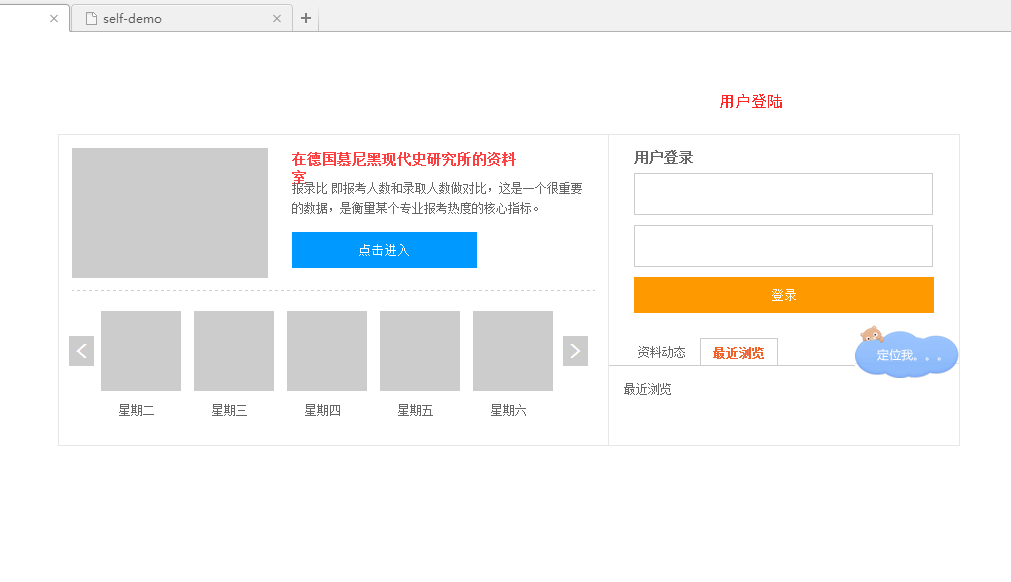 self-demo
用户登陆
在德国慕尼黑现代史研究所的资料
室
报录比 即报考人数和录取人数做对比，这是一个很重要
的数据，是衡量某个专业报考热度的核心指标。
点击进入
星期二
星期三
星期四
星期五
星期六
用户登录
登录
资料动态
最近浏览
定位我。。。
最近浏览